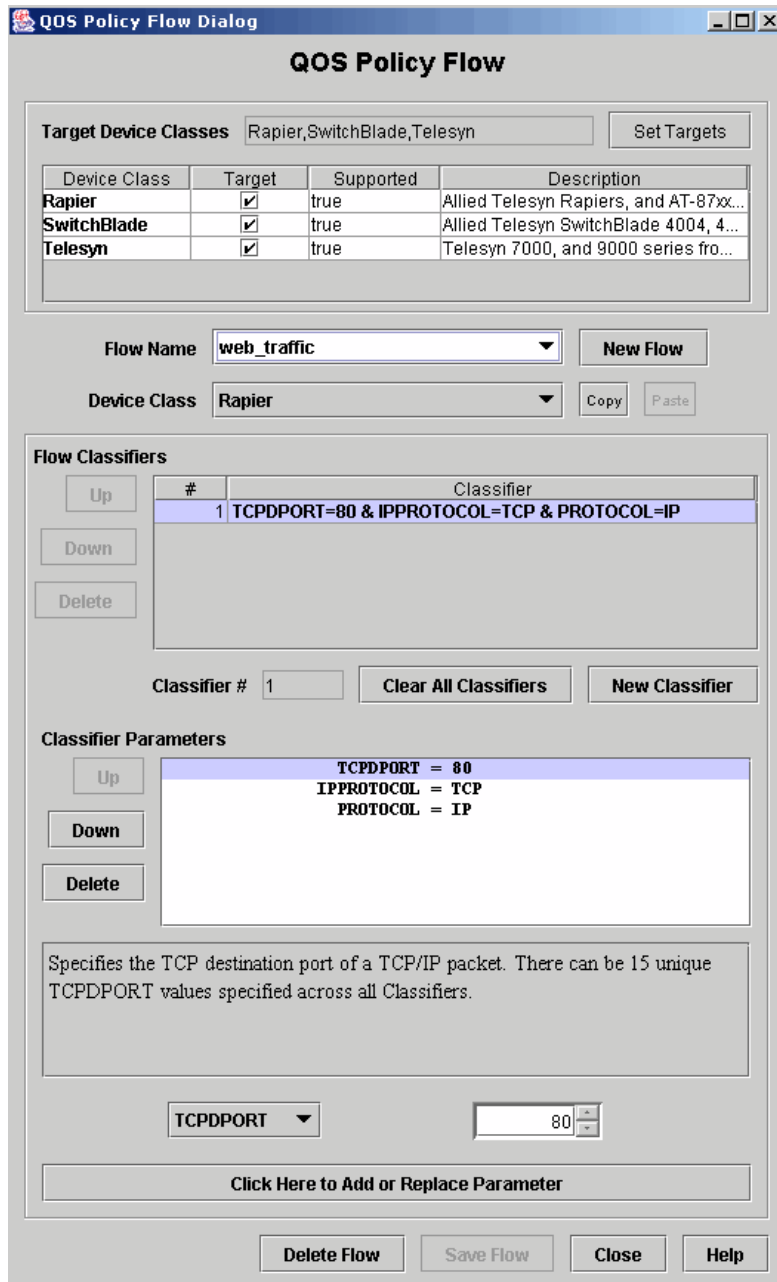 QOS Policy Flow Dialog
QOS Policy Flow
Target Device Classes Rapier,SwitchBlade,Telesyn Set Targets
Device Class Target Supported Description
Rapier true Allied Telesyn Rapiers, and AT-87xx...
SwitchBlade true Allied Telesyn SwitchBlade 4004, 4...
Telesyn true Telesyn 7000, and 9000 series fro...
Flow Name web_traffic New Flow
Device Class Rapier Copy Paste
Flow Classifiers
Up # Classifier
1 TCPDPORT=80 & IPPROTOCOL=TCP & PROTOCOL=IP
Down
Delete
Classifier # 1 Clear All Classifiers New Classifier
Classifier Parameters
Up TCPDPORT = 80
IPPROTOCOL = TCP
PROTOCOL = IP
Down
Delete
Specifies the TCP destination port of a TCP/IP packet. There can be 15 unique
TCPDPORT values specified across all Classifiers.
TCPDPORT 80
Click Here to Add or Replace Parameter
Delete Flow Save Flow Close Help